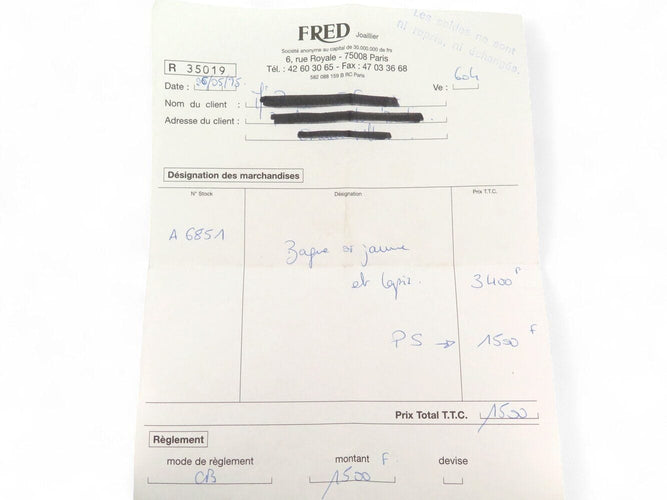 Les soldes ne sont
ni repris, ni échangés.
FRED Joaillier
Société anonyme au capital de 30.000.000 de frs
6, rue Royale - 75008 Paris
Tél. : 42 60 30 65 - Fax : 47 03 36 68
582 088 159 B RC Paris
R 35019
Date : /05/95 Ve : 604
Nom du client :
Adresse du client :
Désignation des marchandises
N° Stock Désignation Prix T.T.C.
A 6851 Bague or jaune
et lapis. 3400 F
PS → 1500 F
Prix Total T.T.C. 1500
Règlement
mode de règlement montant F devise
CB 1500